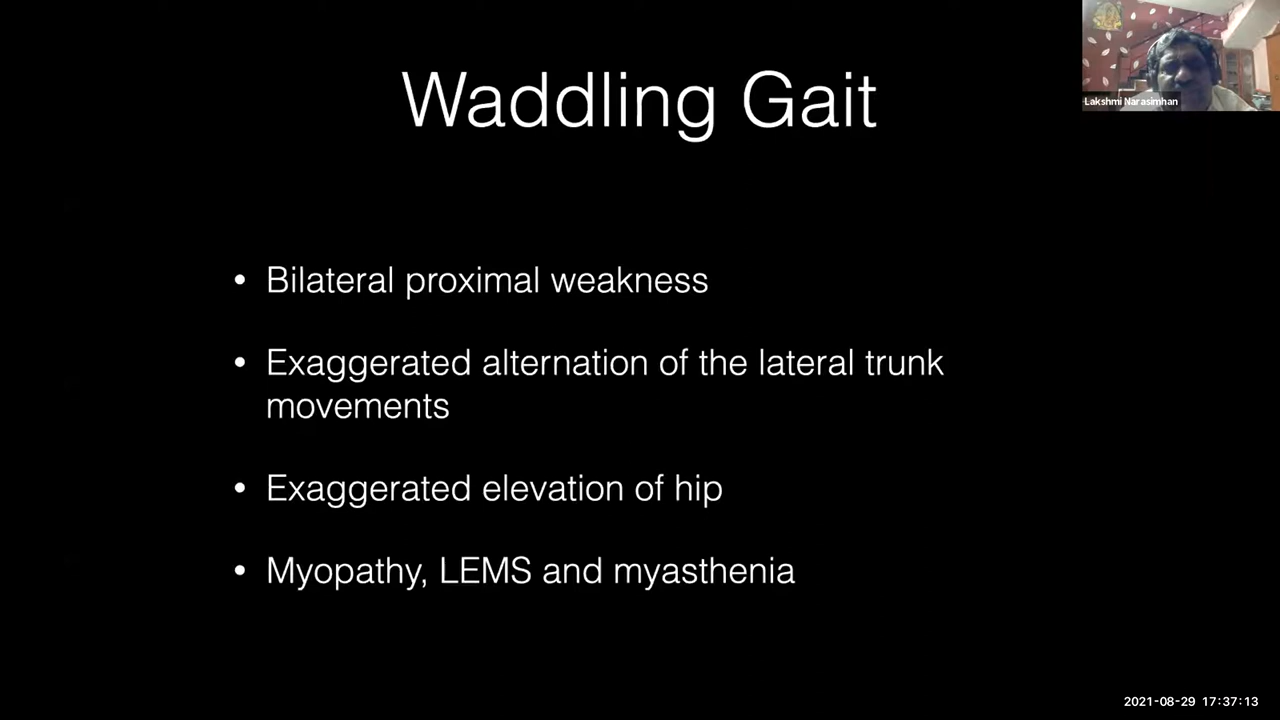 Waddling Gait
Lakshmi Narasimhan
• Bilateral proximal weakness
• Exaggerated alternation of the lateral trunk
movements
• Exaggerated elevation of hip
• Myopathy, LEMS and myasthenia
2021-08-29 17:37:13